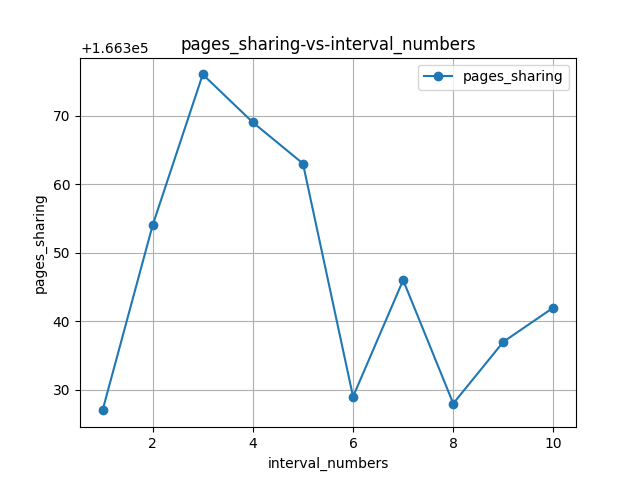 +1.663e5
pages_sharing-vs-interval_numbers
pages_sharing
70
60
50
40
30
pages_sharing
2 4 6 8 10
interval_numbers